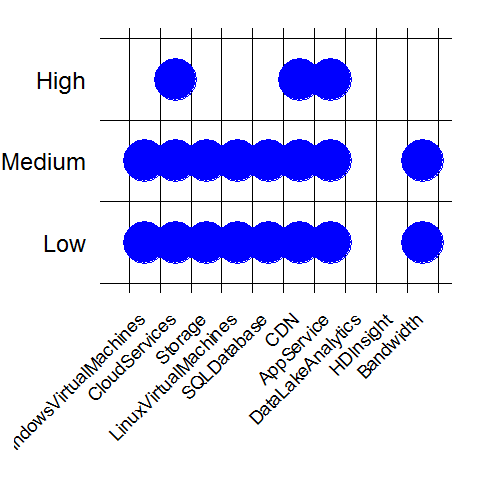 High
Medium
Low
ndowsVirtualMachines
CloudServices
Storage
LinuxVirtualMachines
SQLDatabase
CDN
AppService
DataLakeAnalytics
HDInsight
Bandwidth